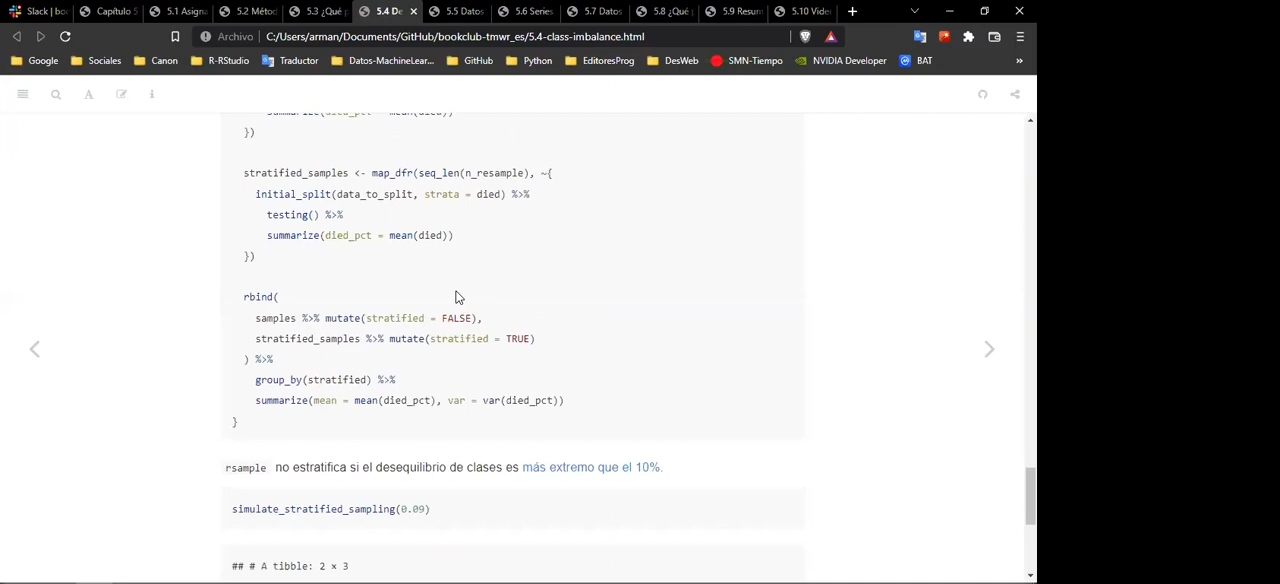 Slack | bo
Capítulo 5
5.1 Asigna
5.2 Métod
5.3 ¿Qué p
5.4 De
5.5 Datos
5.6 Series
5.7 Datos
5.8 ¿Qué p
5.9 Resum
5.10 Video
Archivo C:/Users/arman/Documents/GitHub/bookclub-tmwr_es/5.4-class-imbalance.html
Google Sociales Canon R-RStudio Traductor Datos-MachineLear... GitHub Python EditoresProg DesWeb SMN-Tiempo NVIDIA Developer BAT »
summarize(died_pct = mean(died))
})
stratified_samples <- map_dfr(seq_len(n_resample), ~{
initial_split(data_to_split, strata = died) %>%
testing() %>%
summarize(died_pct = mean(died))
})
rbind(
samples %>% mutate(stratified = FALSE),
stratified_samples %>% mutate(stratified = TRUE)
) %>%
group_by(stratified) %>%
summarize(mean = mean(died_pct), var = var(died_pct))
}
rsample no estratifica si el desequilibrio de clases es más extremo que el 10%.
simulate_stratified_sampling(0.09)
## # A tibble: 2 × 3